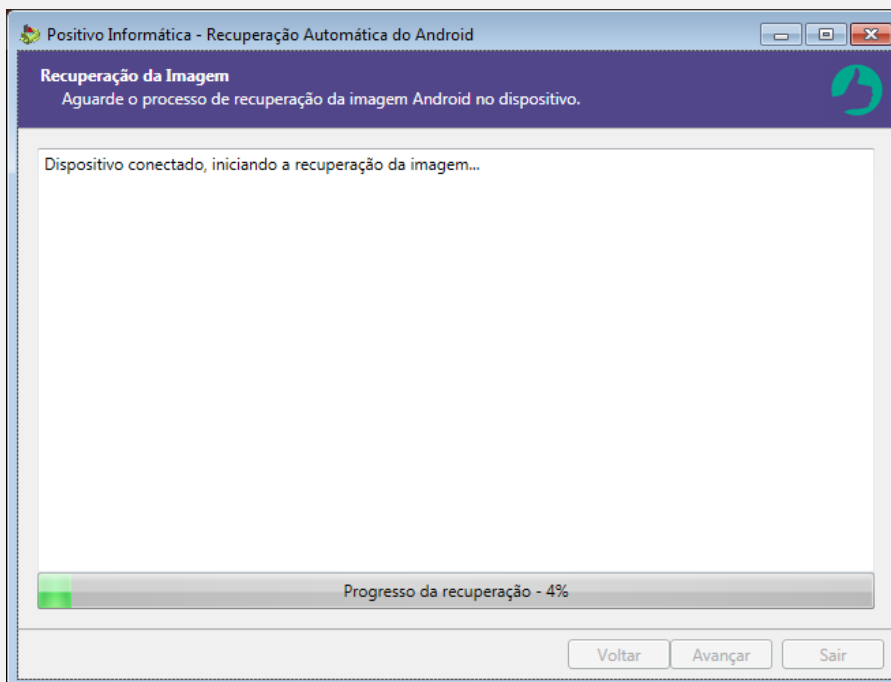 Positivo Informática - Recuperação Automática do Android
Recuperação da Imagem
Aguarde o processo de recuperação da imagem Android no dispositivo.
Dispositivo conectado, iniciando a recuperação da imagem...
Progresso da recuperação - 4%
Voltar Avançar Sair